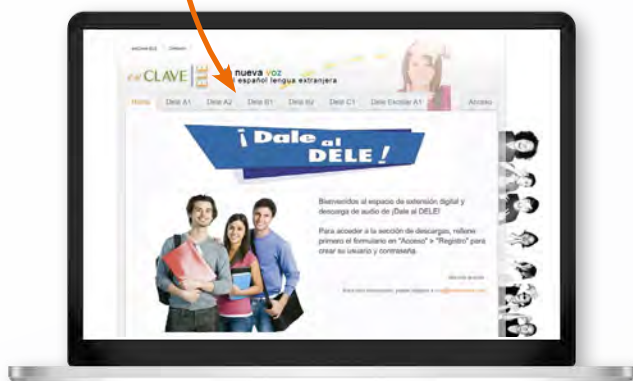 en CLAVE ELE
nueva voz
español lengua extranjera
Home Dele A1 Dele A2 Dele B1 Dele B2 Dele C1 Dele Escolar A1 Acceso
¡Dale al
DELE!
Bienvenidos al espacio de extensión digital y
descarga de audio de ¡Dale al DELE!
Para acceder a la sección de descargas, rellene
primero el formulario en "Acceso" > "Registro" para
crear su usuario y contraseña.